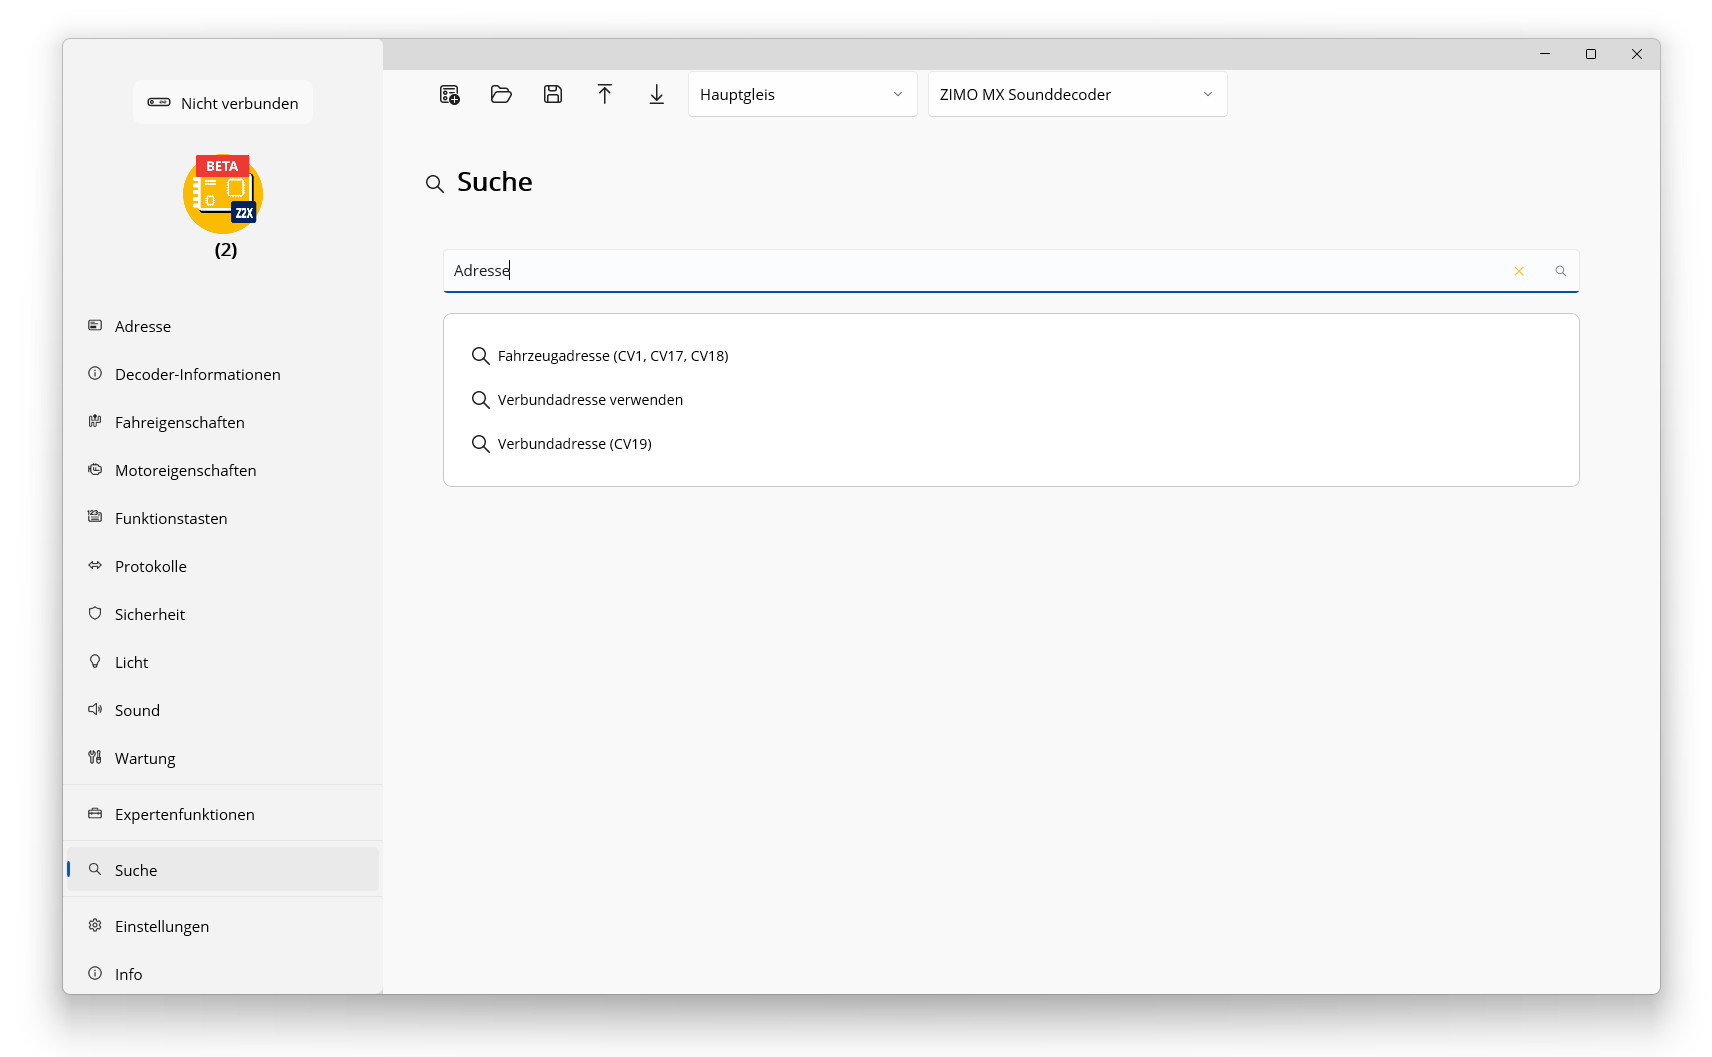 Nicht verbunden
BETA
Z2X
(2)
Adresse
Decoder-Informationen
Fahreigenschaften
Motoreigenschaften
Funktionstasten
Protokolle
Sicherheit
Licht
Sound
Wartung
Expertenfunktionen
Suche
Einstellungen
Info
Hauptgleis
ZIMO MX Sounddecoder
Suche
Adresse
Fahrzeugadresse (CV1, CV17, CV18)
Verbundadresse verwenden
Verbundadresse (CV19)